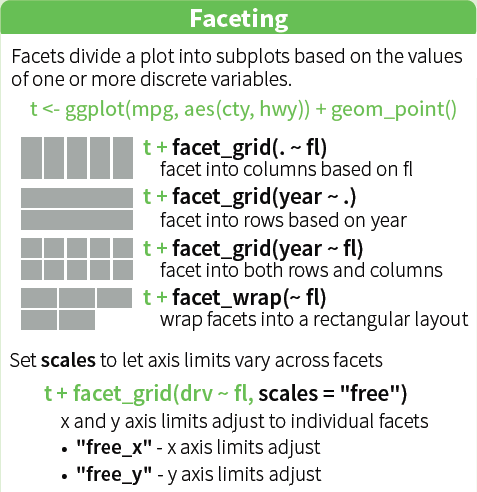 Faceting
Facets divide a plot into subplots based on the values
of one or more discrete variables.
t <- ggplot(mpg, aes(cty, hwy)) + geom_point()
t + facet_grid(. ~ fl)
facet into columns based on fl
t + facet_grid(year ~ .)
facet into rows based on year
t + facet_grid(year ~ fl)
facet into both rows and columns
t + facet_wrap(~ fl)
wrap facets into a rectangular layout
Set scales to let axis limits vary across facets
t + facet_grid(drv ~ fl, scales = "free")
x and y axis limits adjust to individual facets
• "free_x" - x axis limits adjust
• "free_y" - y axis limits adjust